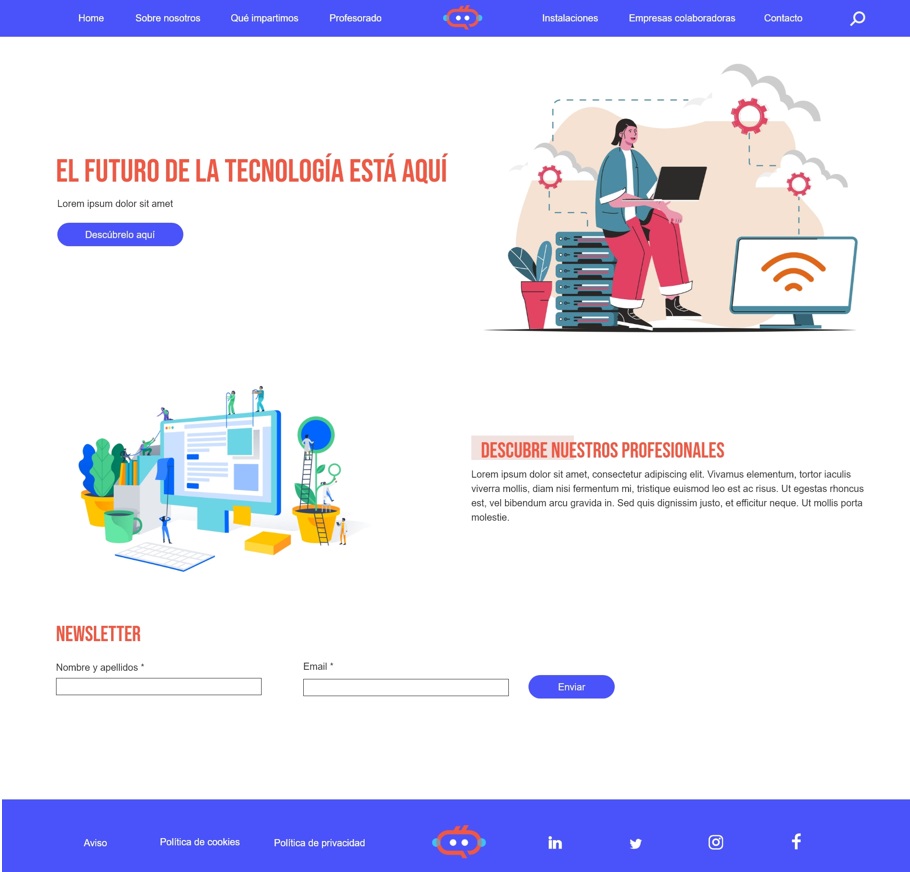 Home Sobre nosotros Qué impartimos Profesorado Instalaciones Empresas colaboradoras Contacto
EL FUTURO DE LA TECNOLOGÍA ESTÁ AQUÍ
Lorem ipsum dolor sit amet
Descúbrelo aquí
DESCUBRE NUESTROS PROFESIONALES
Lorem ipsum dolor sit amet, consectetur adipiscing elit. Vivamus elementum, tortor iaculis
viverra mollis, diam nisi fermentum mi, tristique euismod leo est ac risus. Ut egestas rhoncus
est, vel bibendum arcu gravida in. Sed quis dignissim justo, et efficitur neque. Ut mollis porta
molestie.
NEWSLETTER
Nombre y apellidos *
Email *
Enviar
Aviso Política de cookies Política de privacidad